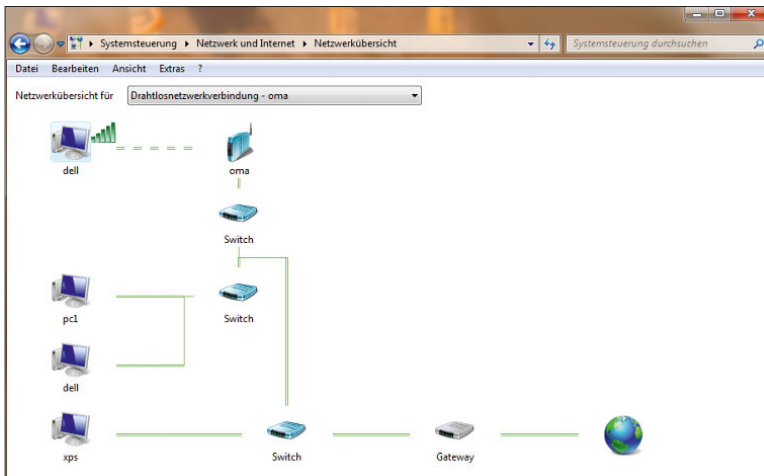 Systemsteuerung Netzwerk und Internet Netzwerkübersicht Systemsteuerung durchsuchen
Datei Bearbeiten Ansicht Extras ?
Netzwerkübersicht für Drahtlosnetzwerkverbindung - oma
dell oma
Switch
pc1 Switch
dell
xps Switch Gateway